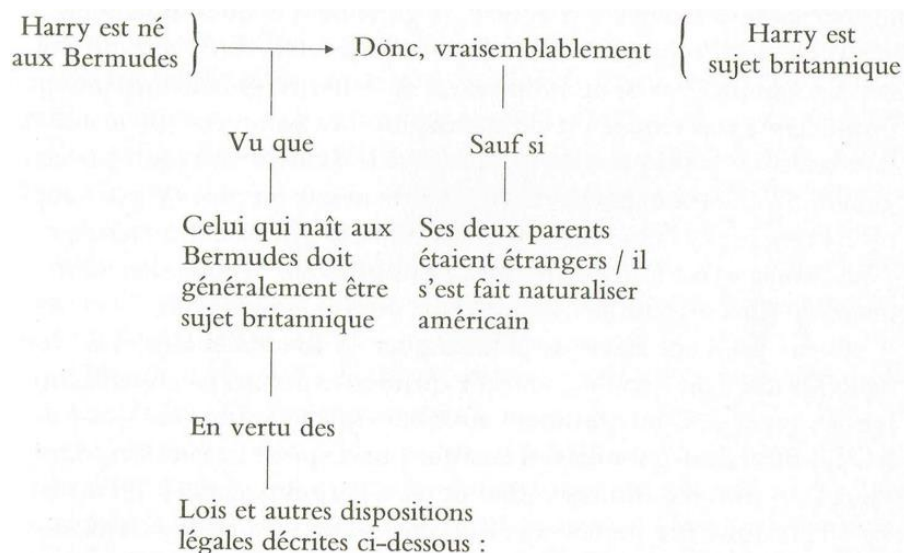 Harry est né
aux Bermudes
Donc, vraisemblablement
Harry est
sujet britannique
Vu que
Sauf si
Celui qui naît aux
Bermudes doit
généralement être
sujet britannique
Ses deux parents
étaient étrangers / il
s'est fait naturaliser
américain
En vertu des
Lois et autres dispositions
légales décrites ci-dessous :